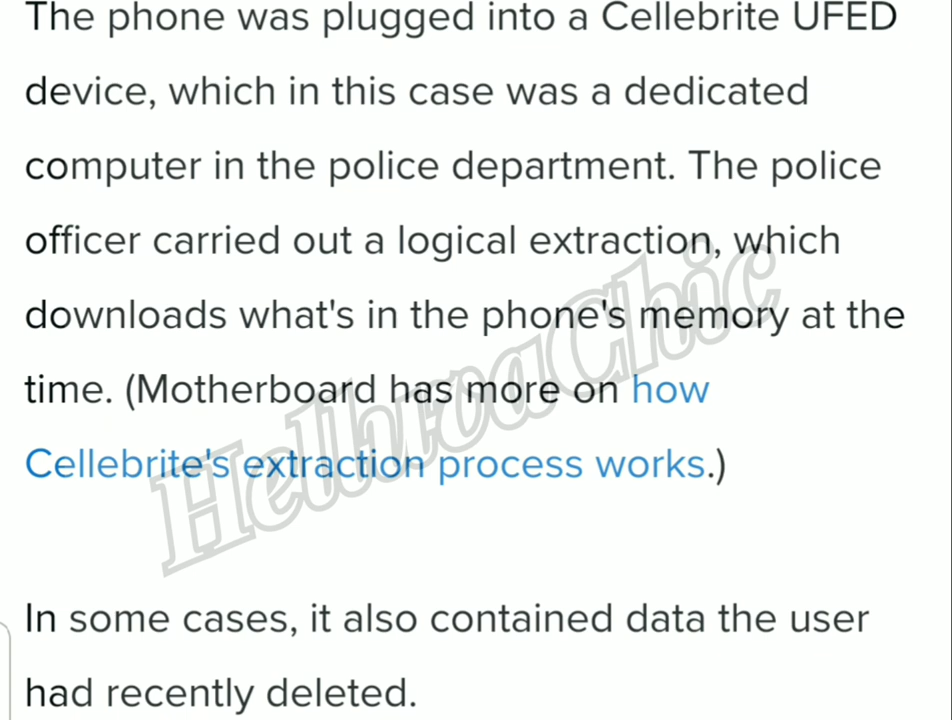 The phone was plugged into a Cellebrite UFED
device, which in this case was a dedicated
computer in the police department. The police
officer carried out a logical extraction, which
downloads what's in the phone's memory at the
time. (Motherboard has more on how
Cellebrite's extraction process works.)
In some cases, it also contained data the user
had recently deleted.
HellwoaChic